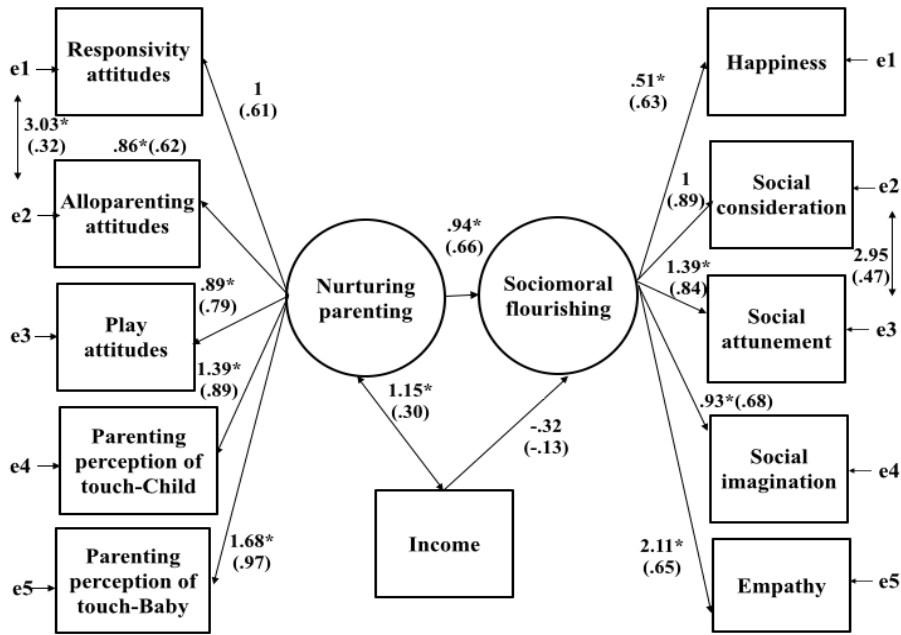 Responsivity
attitudes
e1
1
(.61)
3.03*
(.32)
.86*(.62)
Alloparenting
attitudes
e2
.89*
(.79)
Play
attitudes
e3
1.39*
(.89)
Parenting
perception of
touch-Child
e4
1.68*
(.97)
Parenting
perception of
touch-Baby
e5
Nurturing
parenting
.94*
(.66)
Sociomoral
flourishing
1.15*
(.30)
-.32
(-.13)
Income
.51*
(.63)
Happiness
e1
1
(.89)
Social
consideration
e2
2.95
(.47)
1.39*
(.84)
Social
attunement
e3
.93*(.68)
Social
imagination
e4
2.11*
(.65)
Empathy
e5